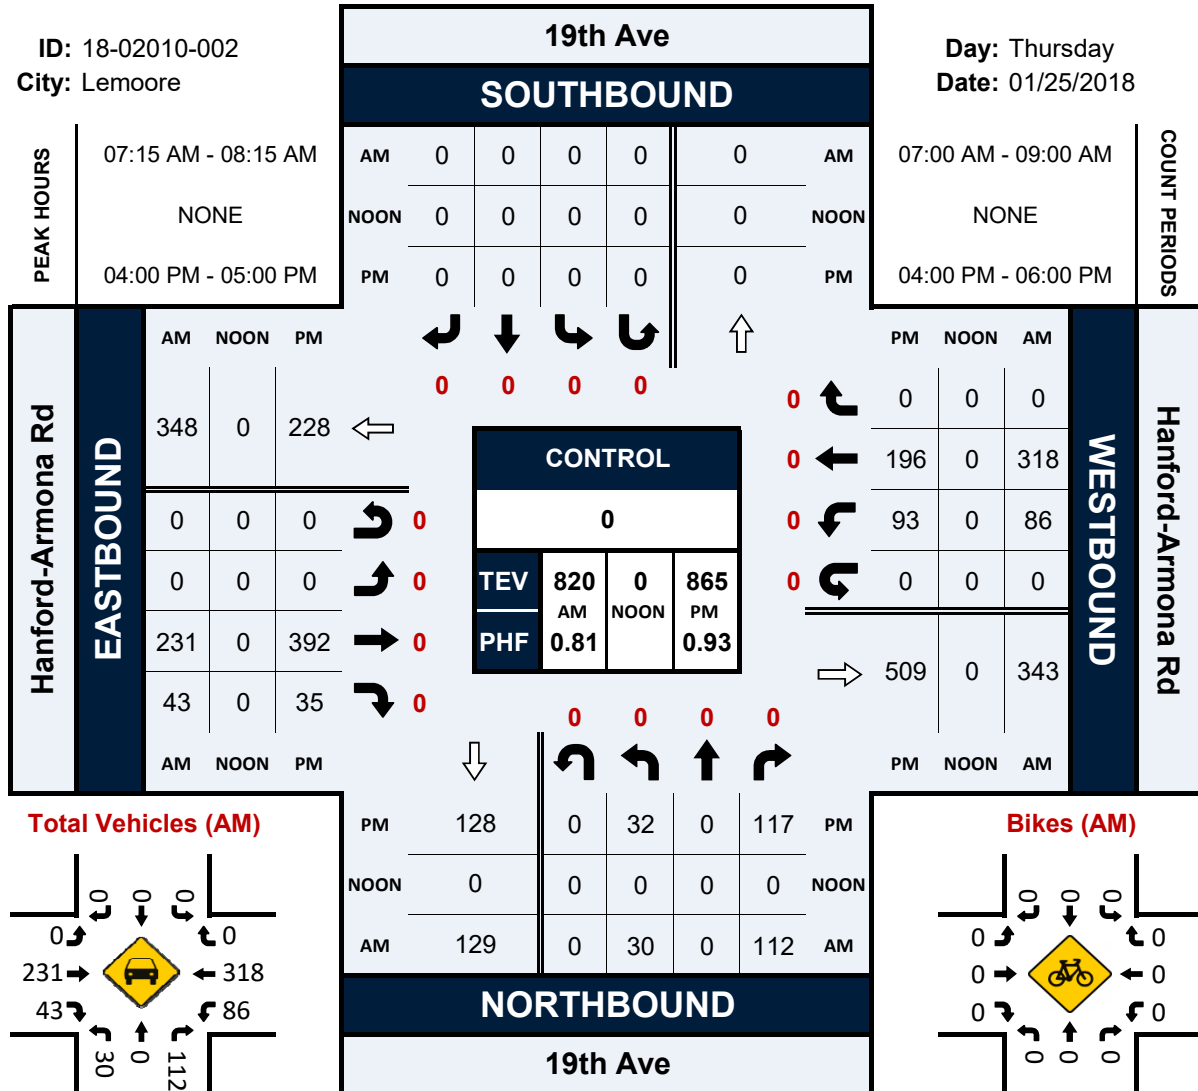 19th Ave
ID: 18-02010-002
Day: Thursday
City: Lemoore
Date: 01/25/2018
SOUTHBOUND
PEAK HOURS
07:15 AM - 08:15 AM
NONE
04:00 PM - 05:00 PM
AM 0 0 0 0 0 AM
NOON 0 0 0 0 0 NOON
PM 0 0 0 0 0 PM
07:00 AM - 09:00 AM
NONE
04:00 PM - 06:00 PM
COUNT PERIODS
0 0 0 0
Hanford-Armona Rd
EASTBOUND
AM NOON PM
348 0 228
0 0 0 0
0 0 0 0
231 0 392 0
43 0 35 0
AM NOON PM
CONTROL
0
TEV 820 0 865
AM NOON PM
PHF 0.81 0.93
PM NOON AM
0 0 0 0
0 196 0 318
0 93 0 86
0 0 0 0
509 0 343
PM NOON AM
WESTBOUND
Hanford-Armona Rd
0 0 0 0
PM 128 0 32 0 117 PM
NOON 0 0 0 0 0 NOON
AM 129 0 30 0 112 AM
NORTHBOUND
19th Ave
Total Vehicles (AM)
0 0 0
0 0
231 318
43 86
30 0 112
Bikes (AM)
0 0 0
0 0
0 0
0 0
0 0 0